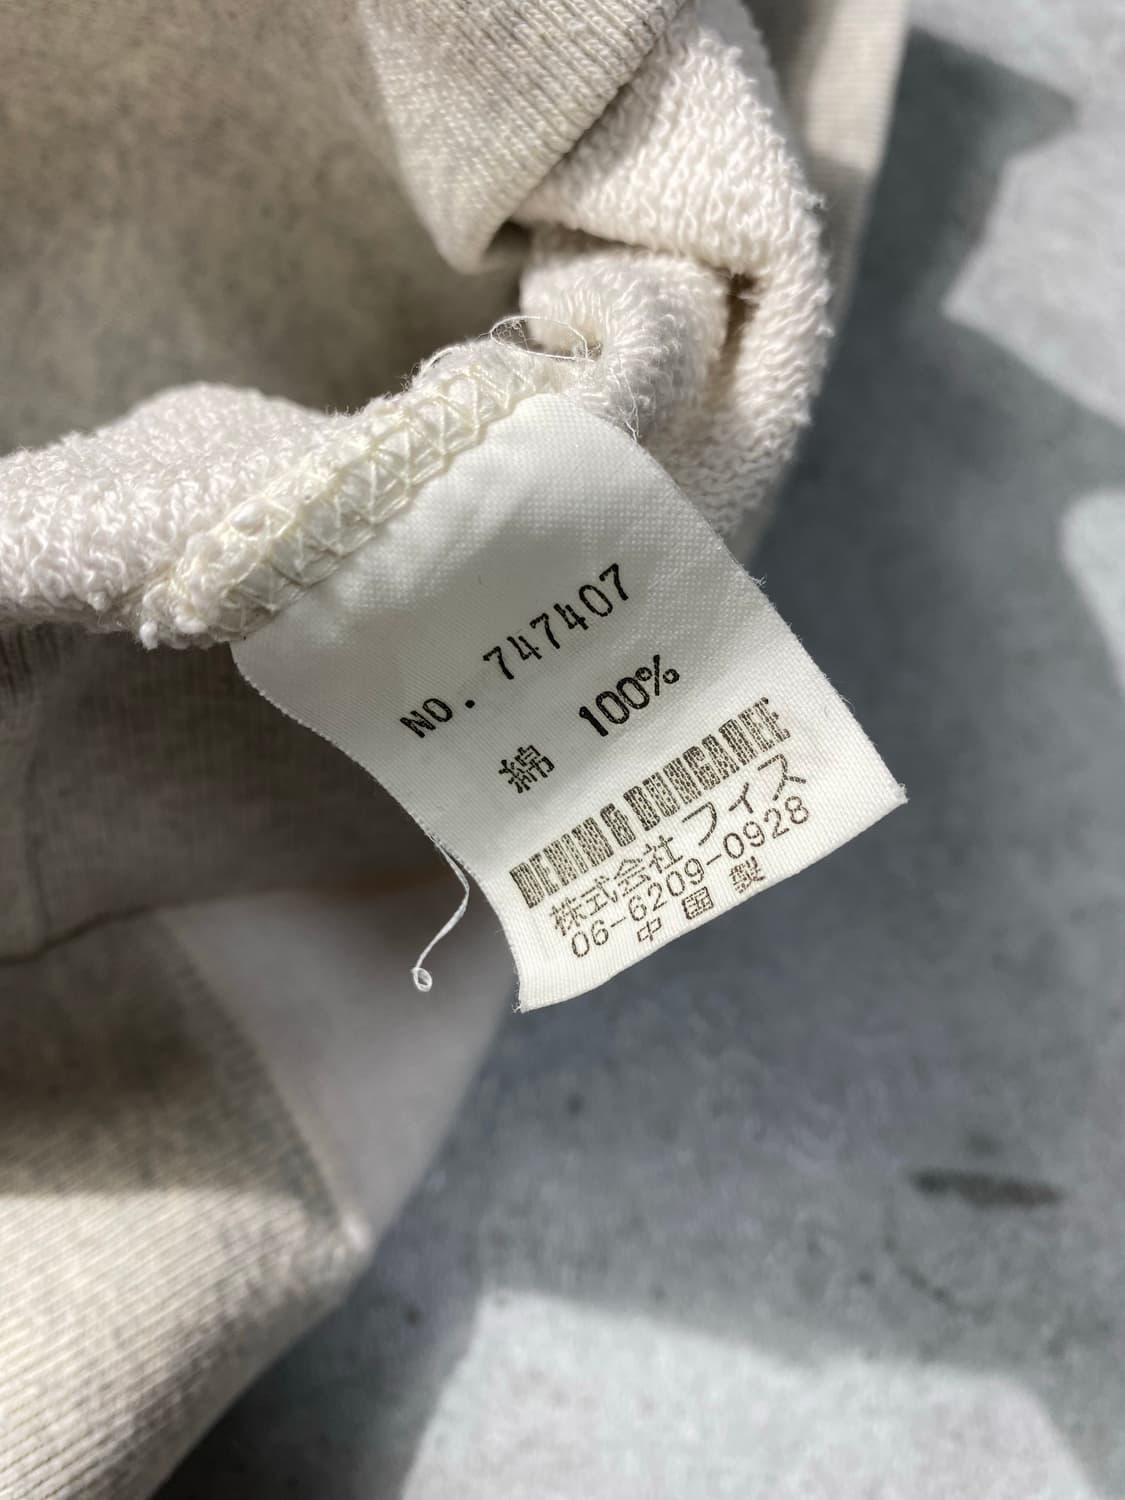 NO. 747407
綿 100%
DENIM & DUNGAREE
株式会社 フィス
06-6209-0928
中国製